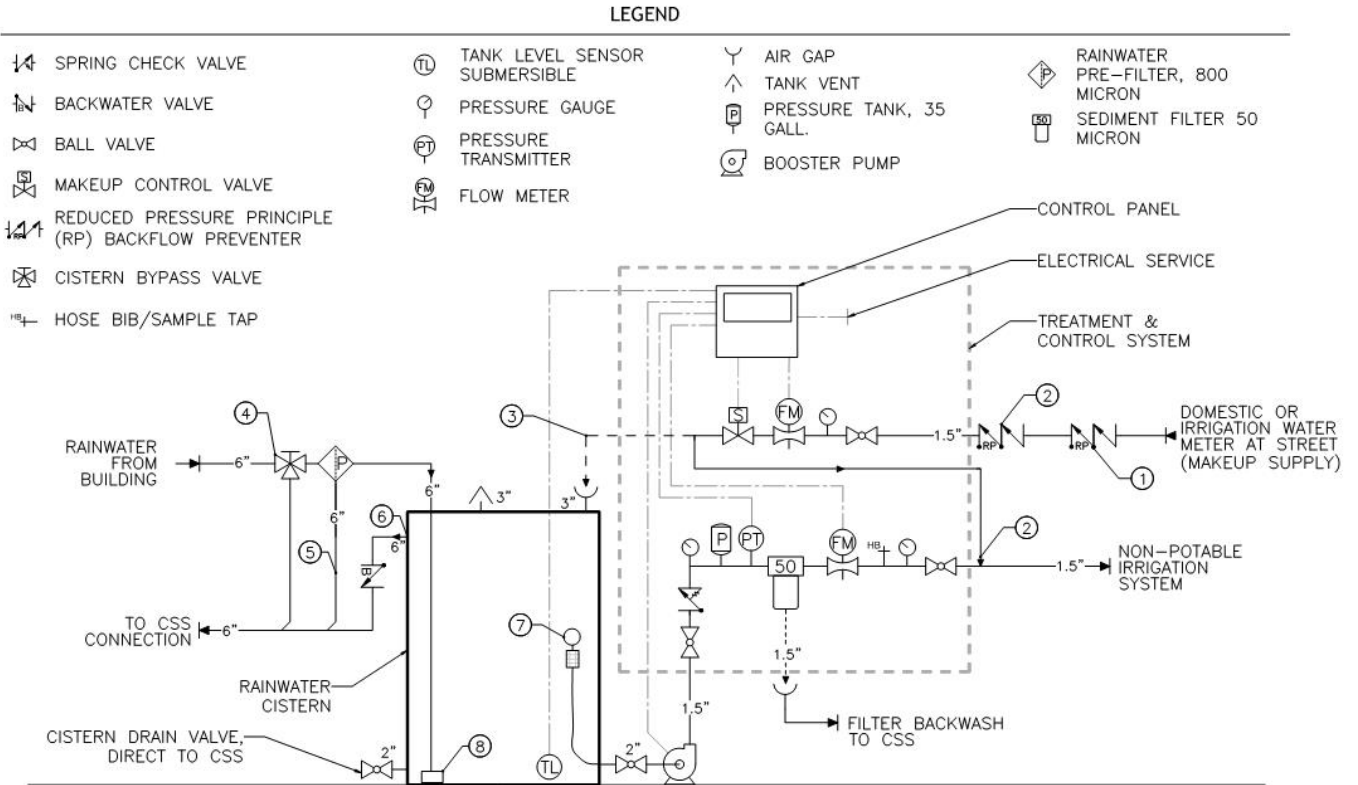 LEGEND
SPRING CHECK VALVE
B
BACKWATER VALVE
BALL VALVE
S
MAKEUP CONTROL VALVE
RP
REDUCED PRESSURE PRINCIPLE
(RP) BACKFLOW PREVENTER
CISTERN BYPASS VALVE
HB
HOSE BIB/SAMPLE TAP
TL
TANK LEVEL SENSOR
SUBMERSIBLE
PRESSURE GAUGE
PT
PRESSURE
TRANSMITTER
FM
FLOW METER
AIR GAP
TANK VENT
P
PRESSURE TANK, 35
GALL.
BOOSTER PUMP
P
RAINWATER
PRE-FILTER, 800
MICRON
50
SEDIMENT FILTER 50
MICRON
CONTROL PANEL
ELECTRICAL SERVICE
TREATMENT &
CONTROL SYSTEM
4
3
2
S
FM
1.5"
RP
RP
1
DOMESTIC OR
IRRIGATION WATER
METER AT STREET
(MAKEUP SUPPLY)
RAINWATER
FROM
BUILDING
6"
P
6"
3"
3"
6"
6
6"
5
B
P
PT
50
FM
HB
2
1.5"
NON-POTABLE
IRRIGATION
SYSTEM
TO CSS
CONNECTION
6"
7
1.5"
RAINWATER
CISTERN
1.5"
FILTER BACKWASH
TO CSS
CISTERN DRAIN VALVE,
DIRECT TO CSS
2"
8
TL
2"